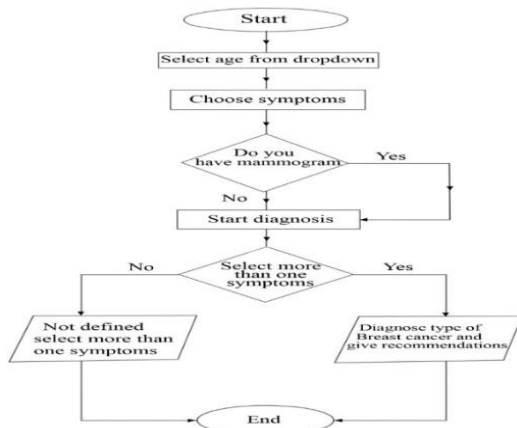 Start
Select age from dropdown
Choose symptoms
Do you
have mammogram
Yes
No
Start diagnosis
No
Select more
than one
symptoms
Yes
Not defined
select more than
one symptoms
Diagnosc type of
Breast cancer and
give recommendations
End